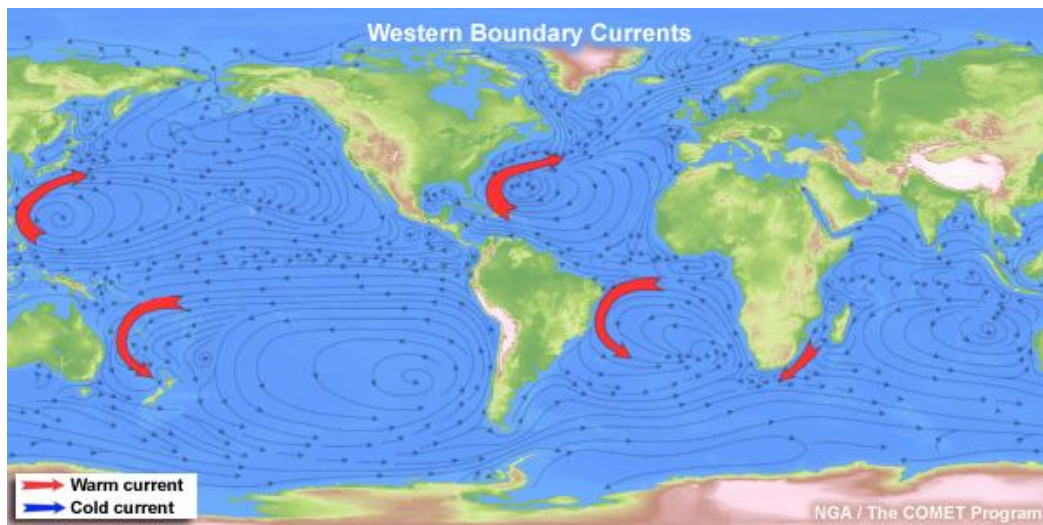 Western Boundary Currents
Warm current
Cold current
NGA / The COMET Program